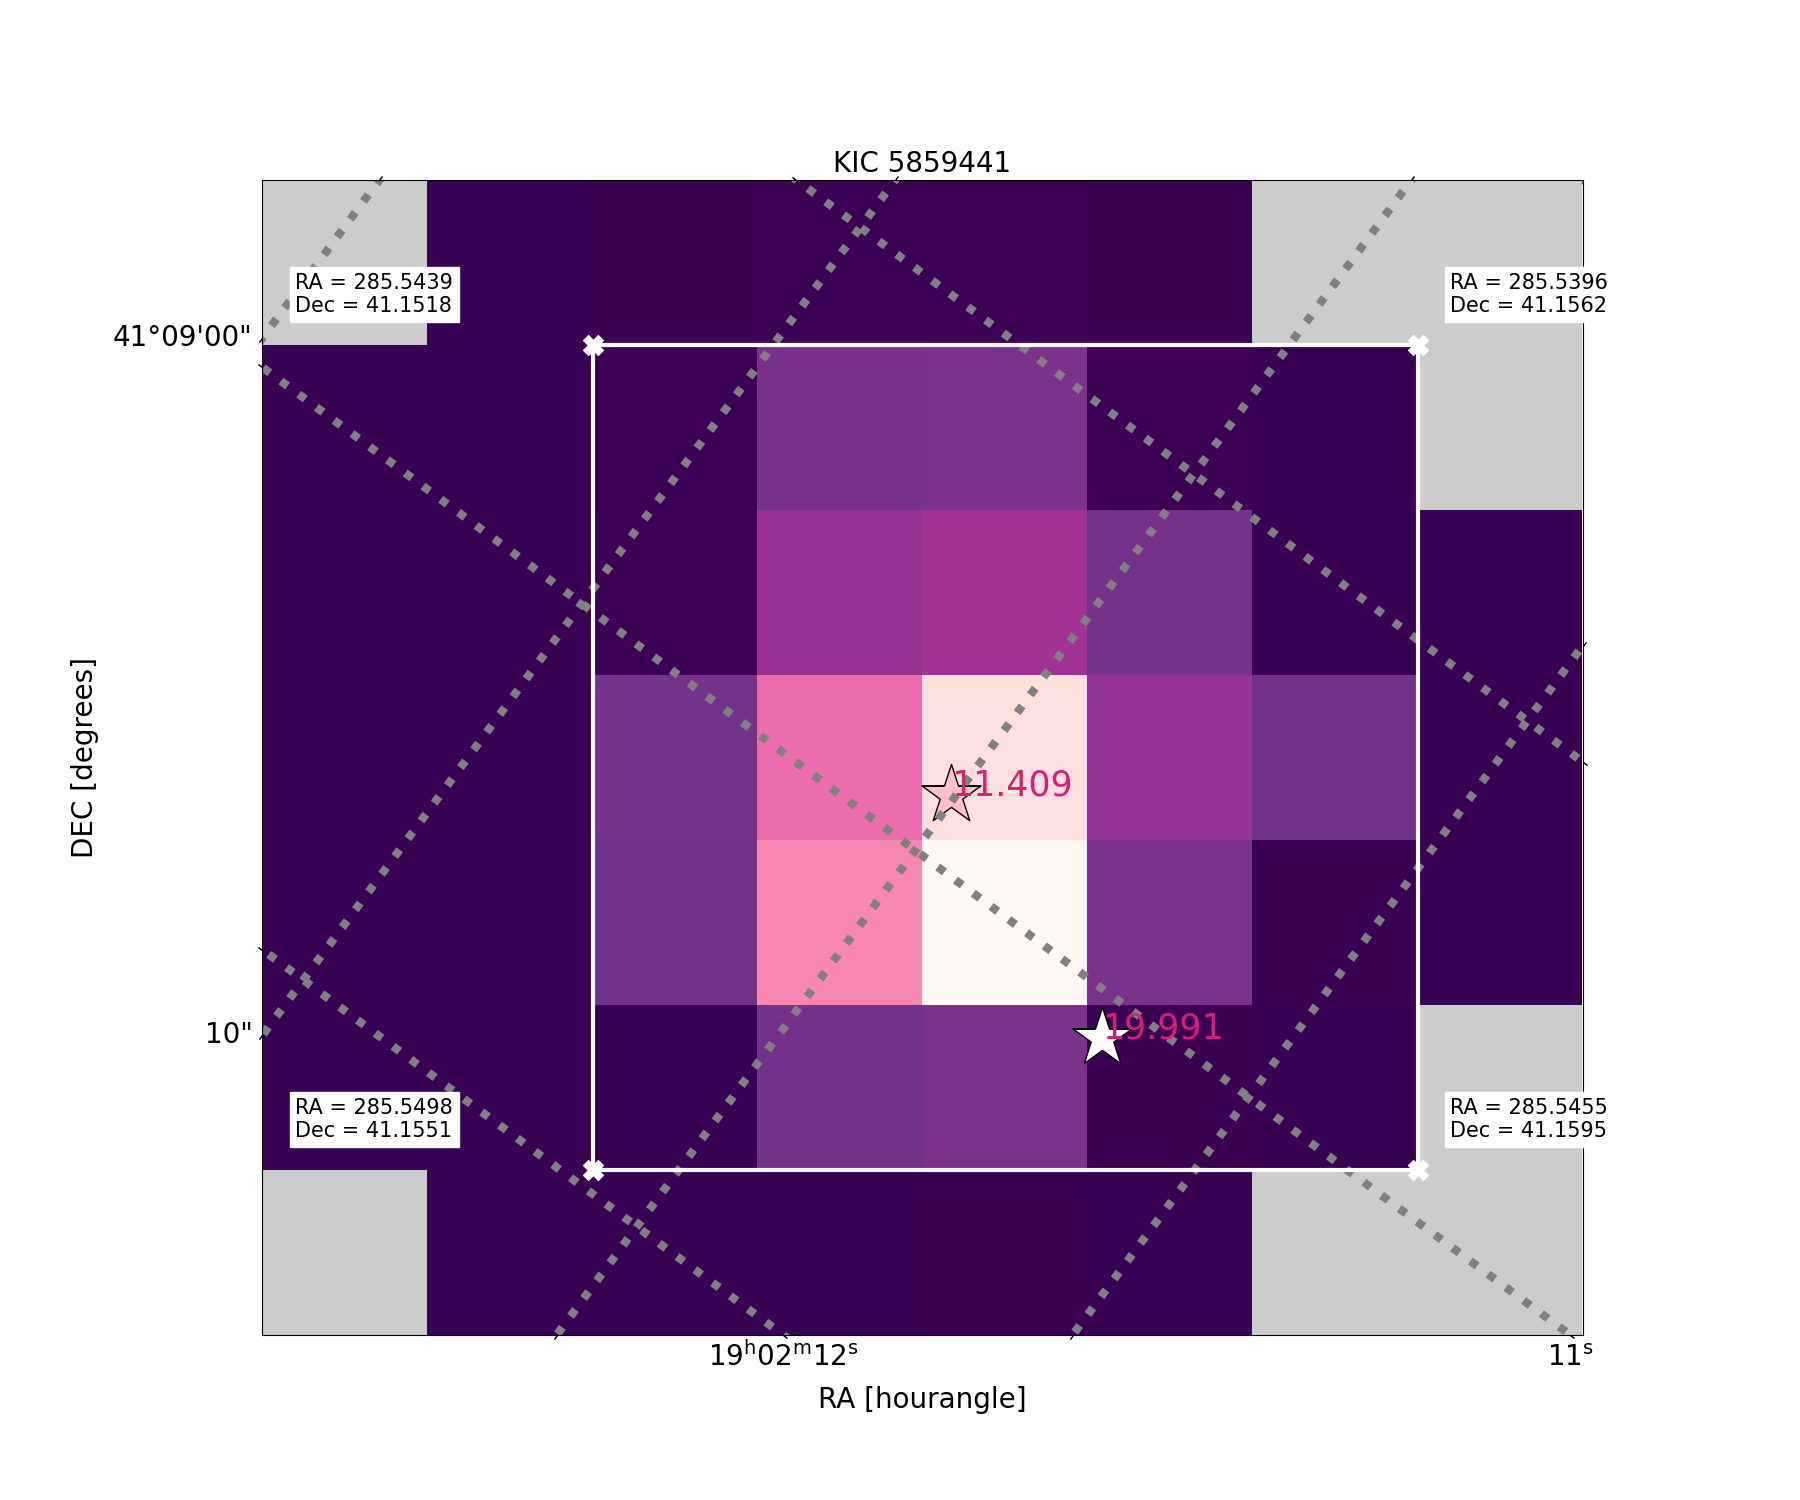 KIC 5859441
RA = 285.5439
Dec = 41.1518
RA = 285.5396
Dec = 41.1562
41°09'00"
DEC [degrees]
11.409
19.991
10"
RA = 285.5498
Dec = 41.1551
RA = 285.5455
Dec = 41.1595
19ʰ02ᵐ12ˢ
11ˢ
RA [hourangle]